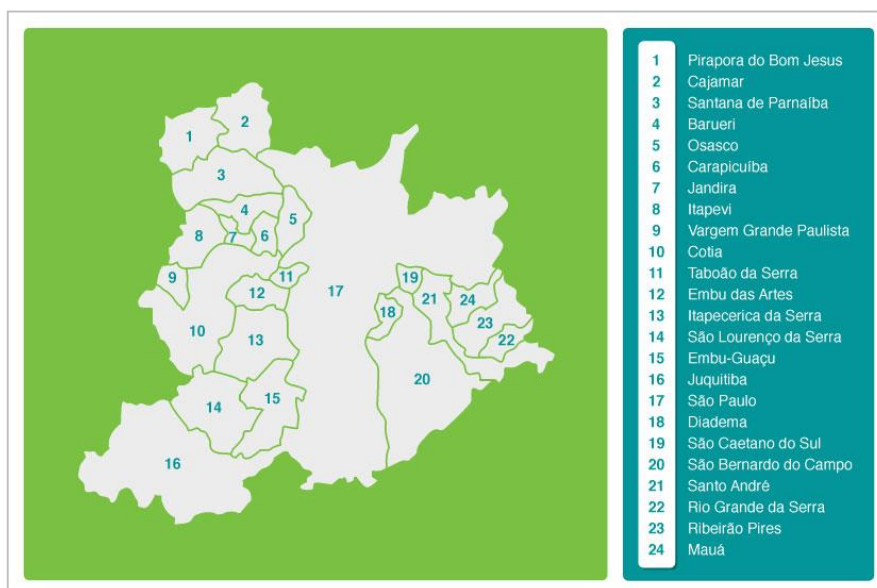 1 Pirapora do Bom Jesus
2 Cajamar
3 Santana de Parnaíba
4 Barueri
5 Osasco
6 Carapicuíba
7 Jandira
8 Itapevi
9 Vargem Grande Paulista
10 Cotia
11 Taboão da Serra
12 Embu das Artes
13 Itapecerica da Serra
14 São Lourenço da Serra
15 Embu-Guaçu
16 Juquitiba
17 São Paulo
18 Diadema
19 São Caetano do Sul
20 São Bernardo do Campo
21 Santo André
22 Rio Grande da Serra
23 Ribeirão Pires
24 Mauá
2
1
3
4
5
8
7
6
9
11
12
17
19
21
24
18
23
10
13
22
20
15
14
16